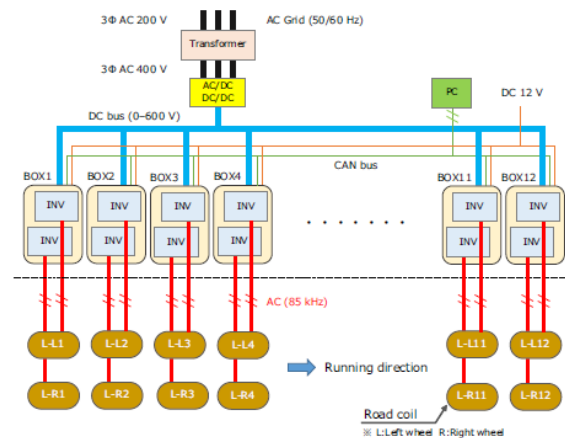 3Φ AC 200 V
AC Grid (50/60 Hz)
Transformer
3Φ AC 400 V
AC/DC
DC/DC
PC
DC 12 V
DC bus (0–600 V)
CAN bus
BOX1
BOX2
BOX3
BOX4
BOX11
BOX12
INV
INV
INV
INV
INV
INV
INV
INV
INV
INV
INV
INV
. . . . . . .
AC (85 kHz)
L-L1
L-L2
L-L3
L-L4
L-L11
L-L12
Running direction
L-R1
L-R2
L-R3
L-R4
L-R11
L-R12
Road coil
※ L:Left wheel R:Right wheel